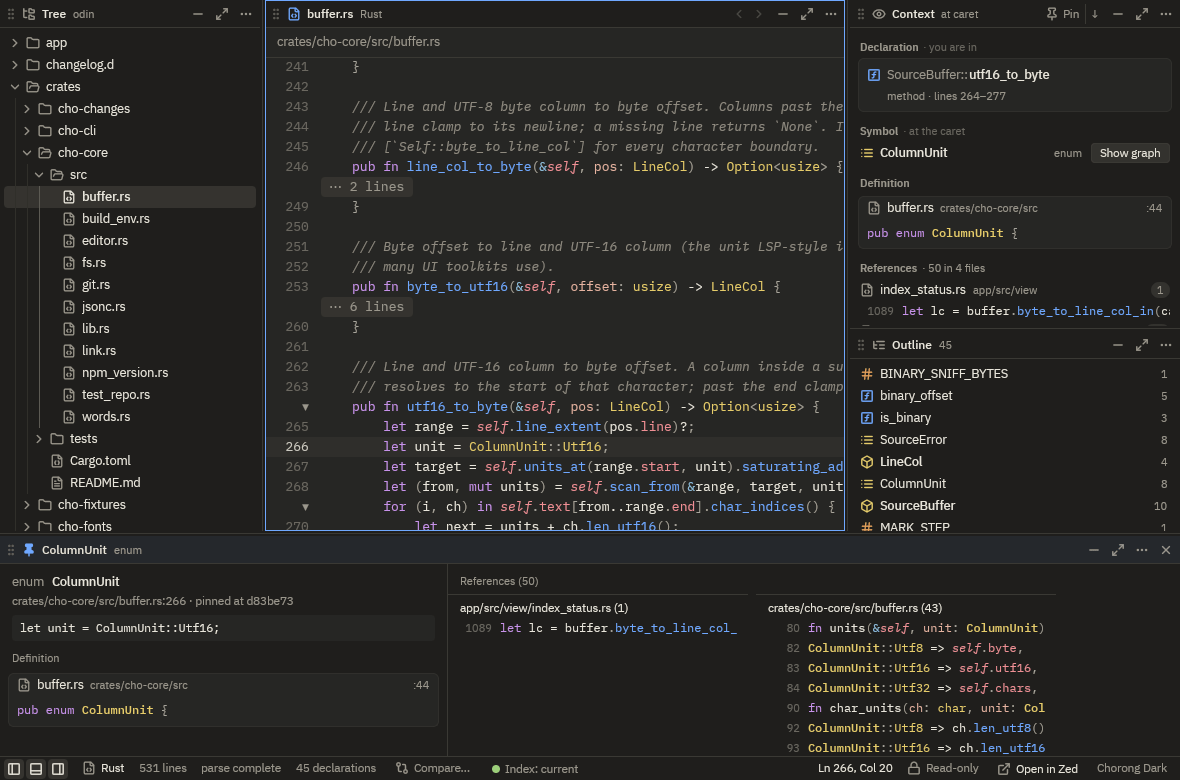 Tree odin
app
changelog.d
crates
cho-changes
cho-cli
cho-core
src
buffer.rs
build_env.rs
editor.rs
fs.rs
git.rs
jsonc.rs
lib.rs
link.rs
npm_version.rs
test_repo.rs
words.rs
tests
Cargo.toml
README.md
cho-fixtures
cho-fonts
buffer.rs Rust
crates/cho-core/src/buffer.rs
241 }
242
243 /// Line and UTF-8 byte column to byte offset. Columns past the
244 /// line clamp to its newline; a missing line returns `None`. I
245 /// [`Self::byte_to_line_col`] for every character boundary.
246 pub fn line_col_to_byte(&self, pos: LineCol) -> Option<usize> {
··· 2 lines
249 }
250
251 /// Byte offset to line and UTF-16 column (the unit LSP-style i
252 /// many UI toolkits use).
253 pub fn byte_to_utf16(&self, offset: usize) -> LineCol {
··· 6 lines
260 }
261
262 /// Line and UTF-16 column to byte offset. A column inside a su
263 /// resolves to the start of that character; past the end clamp
pub fn utf16_to_byte(&self, pos: LineCol) -> Option<usize> {
265 let range = self.line_extent(pos.line)?;
266 let unit = ColumnUnit::Utf16;
267 let target = self.units_at(range.start, unit).saturating_ad
268 let (from, mut units) = self.scan_from(&range, target, unit
for (i, ch) in self.text[from..range.end].char_indices() {
270 let next = units + ch.len_utf16();
Context at caret Pin
Declaration · you are in
SourceBuffer::utf16_to_byte
method · lines 264–277
Symbol · at the caret
ColumnUnit enum Show graph
Definition
buffer.rs crates/cho-core/src :44
pub enum ColumnUnit {
References · 50 in 4 files
index_status.rs app/src/view 1
1089 let lc = buffer.byte_to_line_col_in(ca
Outline 45
BINARY_SNIFF_BYTES 1
binary_offset 5
is_binary 3
SourceError 8
LineCol 4
ColumnUnit 8
SourceBuffer 10
MARK_STEP 1
ColumnUnit enum
enum ColumnUnit
crates/cho-core/src/buffer.rs:266 · pinned at d83be73
let unit = ColumnUnit::Utf16;
Definition
buffer.rs crates/cho-core/src :44
pub enum ColumnUnit {
References (50)
app/src/view/index_status.rs (1)
1089 let lc = buffer.byte_to_line_col_
crates/cho-core/src/buffer.rs (43)
80 fn units(&self, unit: ColumnUnit)
82 ColumnUnit::Utf8 => self.byte,
83 ColumnUnit::Utf16 => self.utf16,
84 ColumnUnit::Utf32 => self.chars,
90 fn char_units(ch: char, unit: Col
92 ColumnUnit::Utf8 => ch.len_utf8()
93 ColumnUnit::Utf16 => ch.len_utf16
Rust 531 lines parse complete 45 declarations Compare... Index: current Ln 266, Col 20 Read-only Open in Zed Chorong Dark